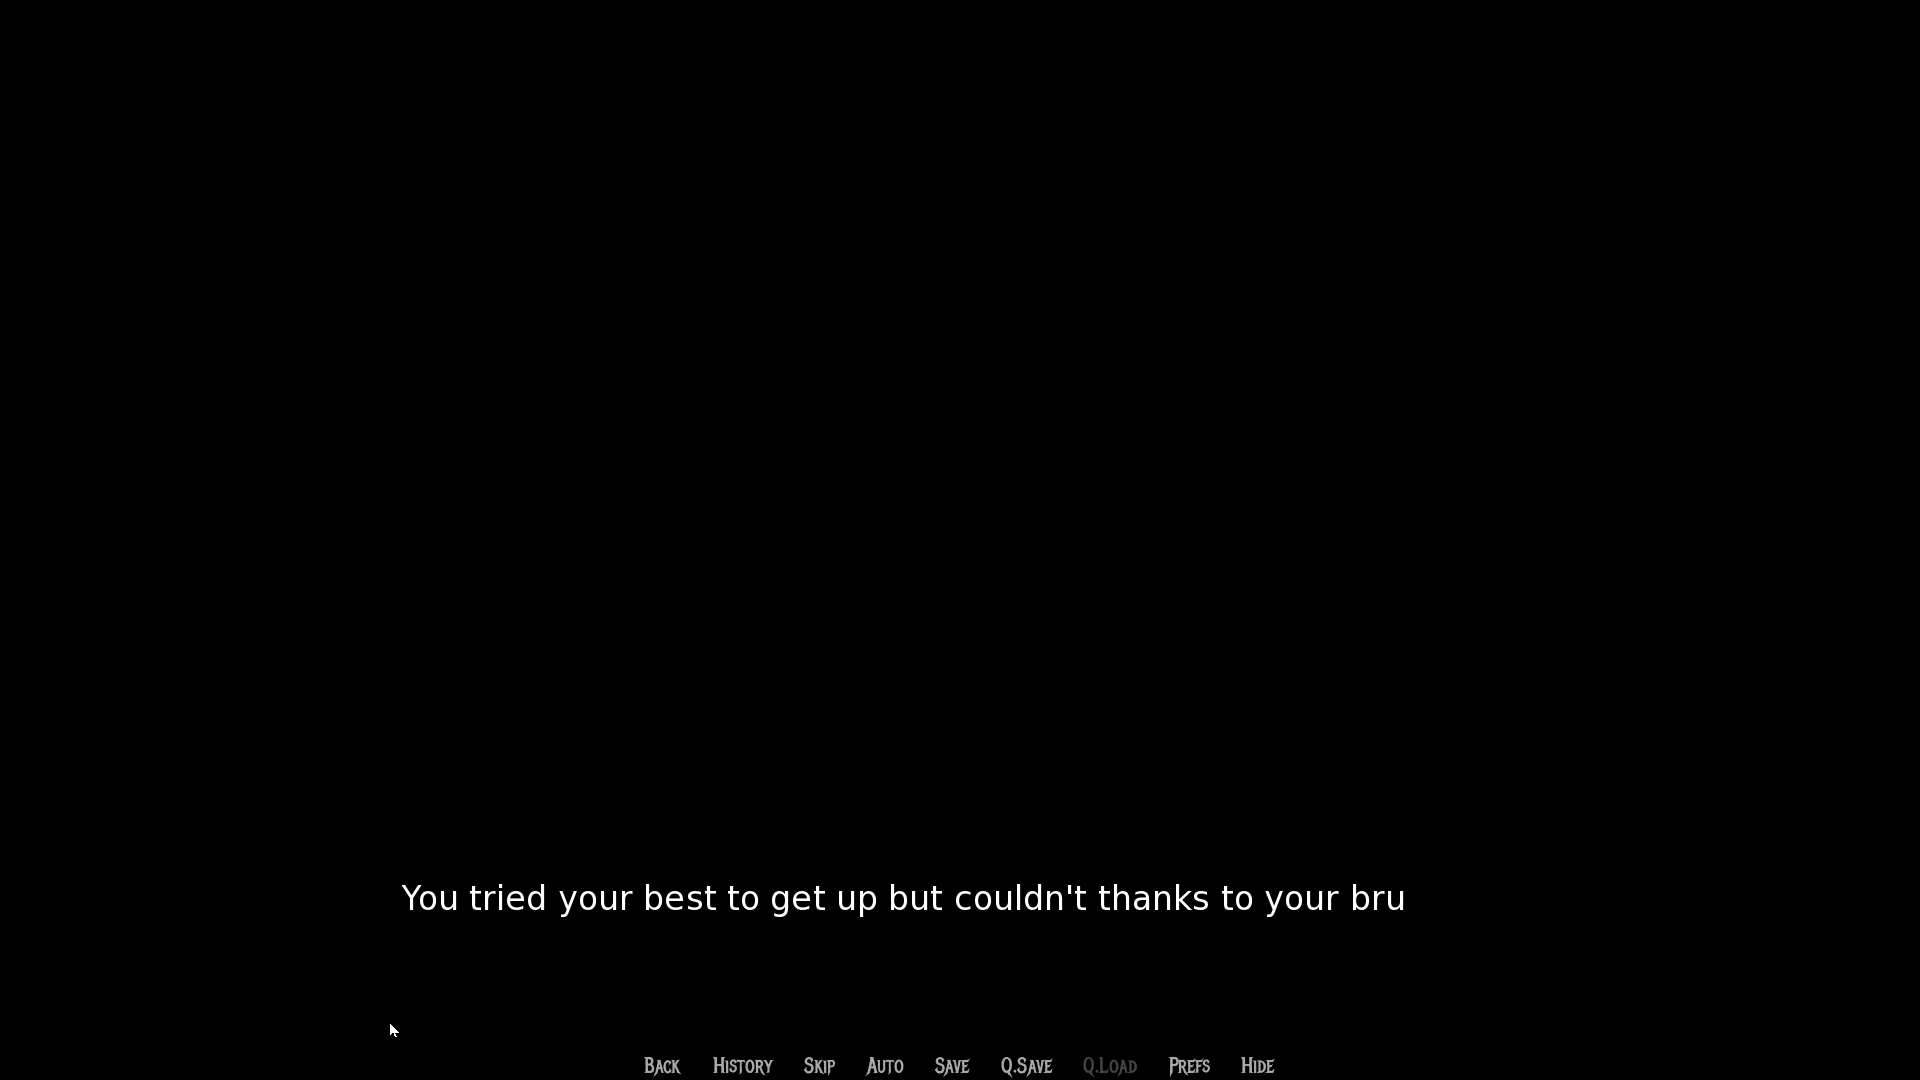 You tried your best to get up but couldn't thanks to your bru
Back History Skip Auto Save Q.Save Q.Load Prefs Hide